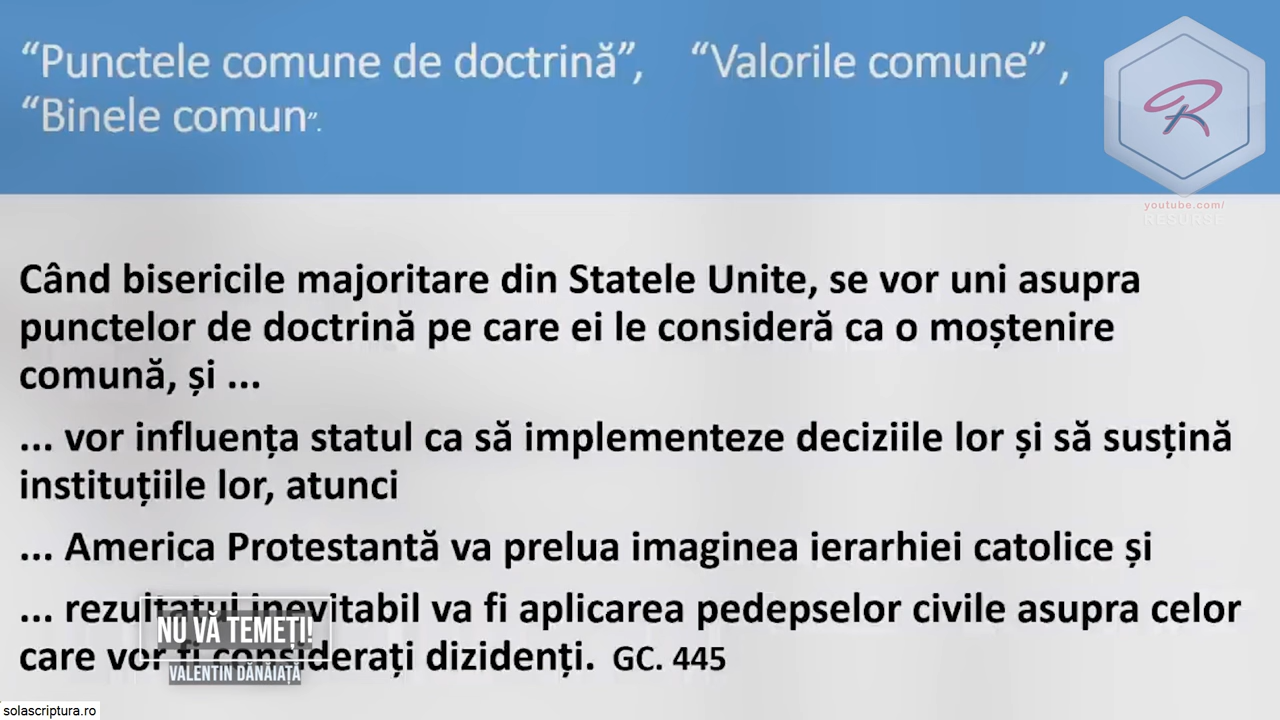 “Punctele comune de doctrină”, “Valorile comune” ,
“Binele comun”.
youtube.com/
RESURSE
Când bisericile majoritare din Statele Unite, se vor uni asupra
punctelor de doctrină pe care ei le consideră ca o moștenire
comună, și ...
... vor influența statul ca să implementeze deciziile lor și să susțină
instituțiile lor, atunci
... America Protestantă va prelua imaginea ierarhiei catolice și
... rezultatul inevitabil va fi aplicarea pedepselor civile asupra celor
care vor fi considerați dizidenți. GC. 445
NU VĂ TEMEȚI!
VALENTIN DĂNĂIAȚĂ
solascriptura.ro